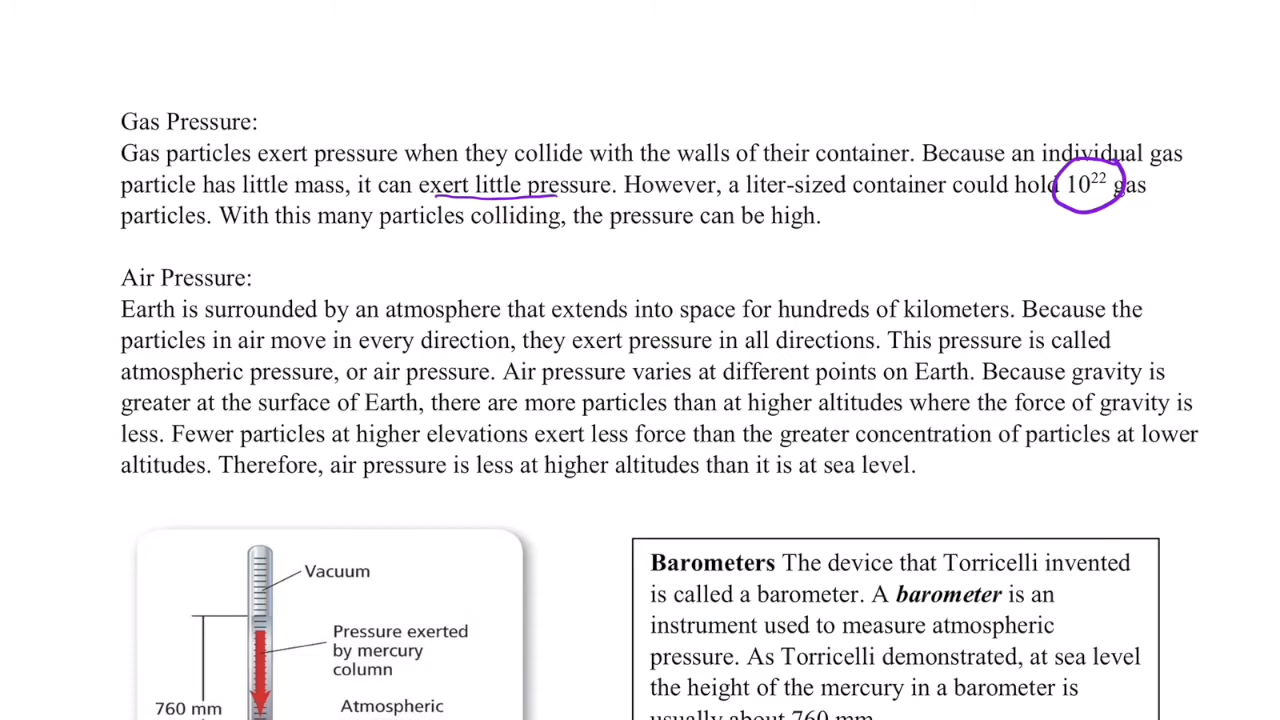 Gas Pressure:
Gas particles exert pressure when they collide with the walls of their container. Because an individual gas
particle has little mass, it can exert little pressure. However, a liter-sized container could hold 10²² gas
particles. With this many particles colliding, the pressure can be high.
Air Pressure:
Earth is surrounded by an atmosphere that extends into space for hundreds of kilometers. Because the
particles in air move in every direction, they exert pressure in all directions. This pressure is called
atmospheric pressure, or air pressure. Air pressure varies at different points on Earth. Because gravity is
greater at the surface of Earth, there are more particles than at higher altitudes where the force of gravity is
less. Fewer particles at higher elevations exert less force than the greater concentration of particles at lower
altitudes. Therefore, air pressure is less at higher altitudes than it is at sea level.
Vacuum
Pressure exerted
by mercury
column
760 mm
Atmospheric
Barometers The device that Torricelli invented
is called a barometer. A barometer is an
instrument used to measure atmospheric
pressure. As Torricelli demonstrated, at sea level
the height of the mercury in a barometer is
usually about 760 mm.